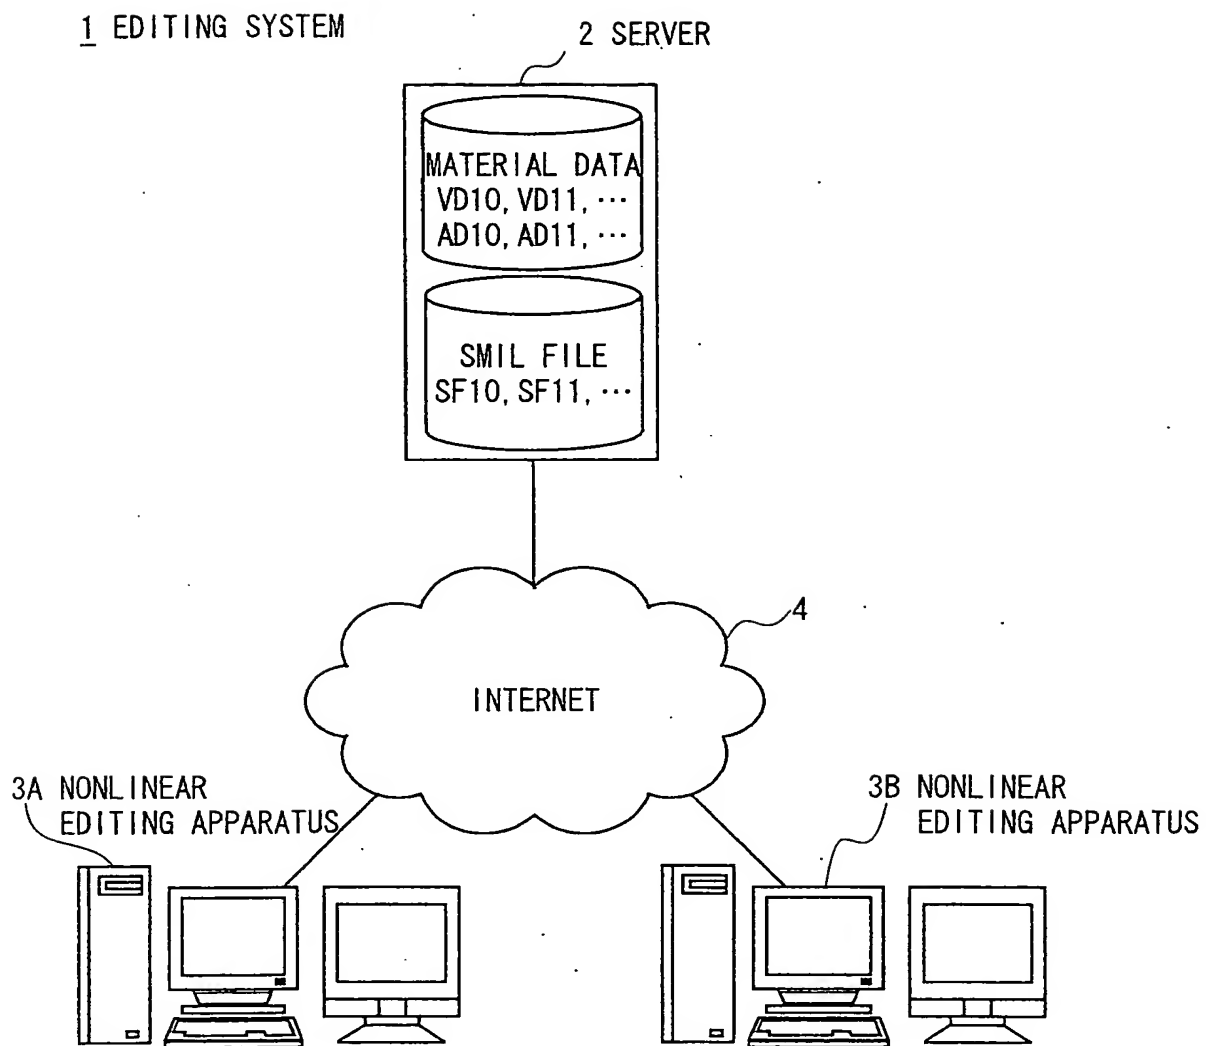 1 EDITING SYSTEM
2 SERVER
MATERIAL DATA
VD10, VD11, ···
AD10, AD11, ···
SMIL FILE
SF10, SF11, ···
4
INTERNET
3A NONLINEAR
EDITING APPARATUS
3B NONLINEAR
EDITING APPARATUS